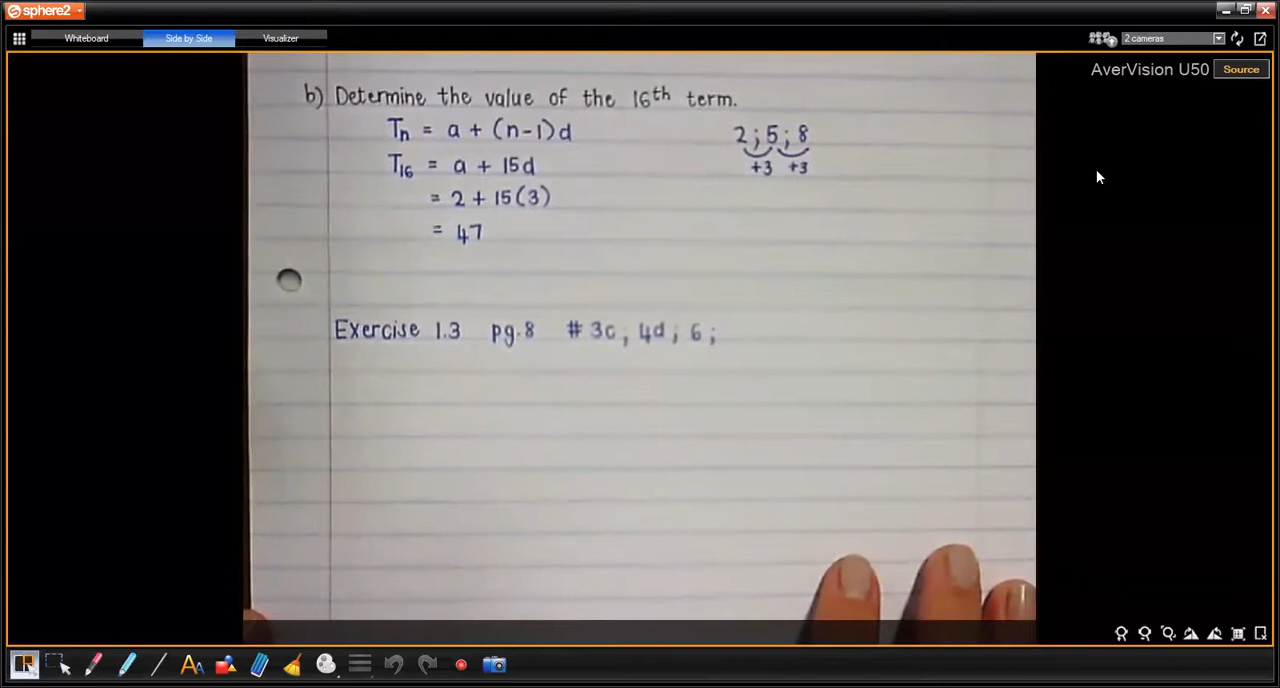 sphere2
Whiteboard
Side by Side
Visualizer
2 cameras
AverVision U50
Source
b) Determine the value of the 16th term.
Tn = a + (n-1)d
2 ; 5 ; 8
+3 +3
T16 = a + 15d
= 2 + 15(3)
= 47
Exercise 1.3 pg.8 # 3c ; 4d ; 6 ;